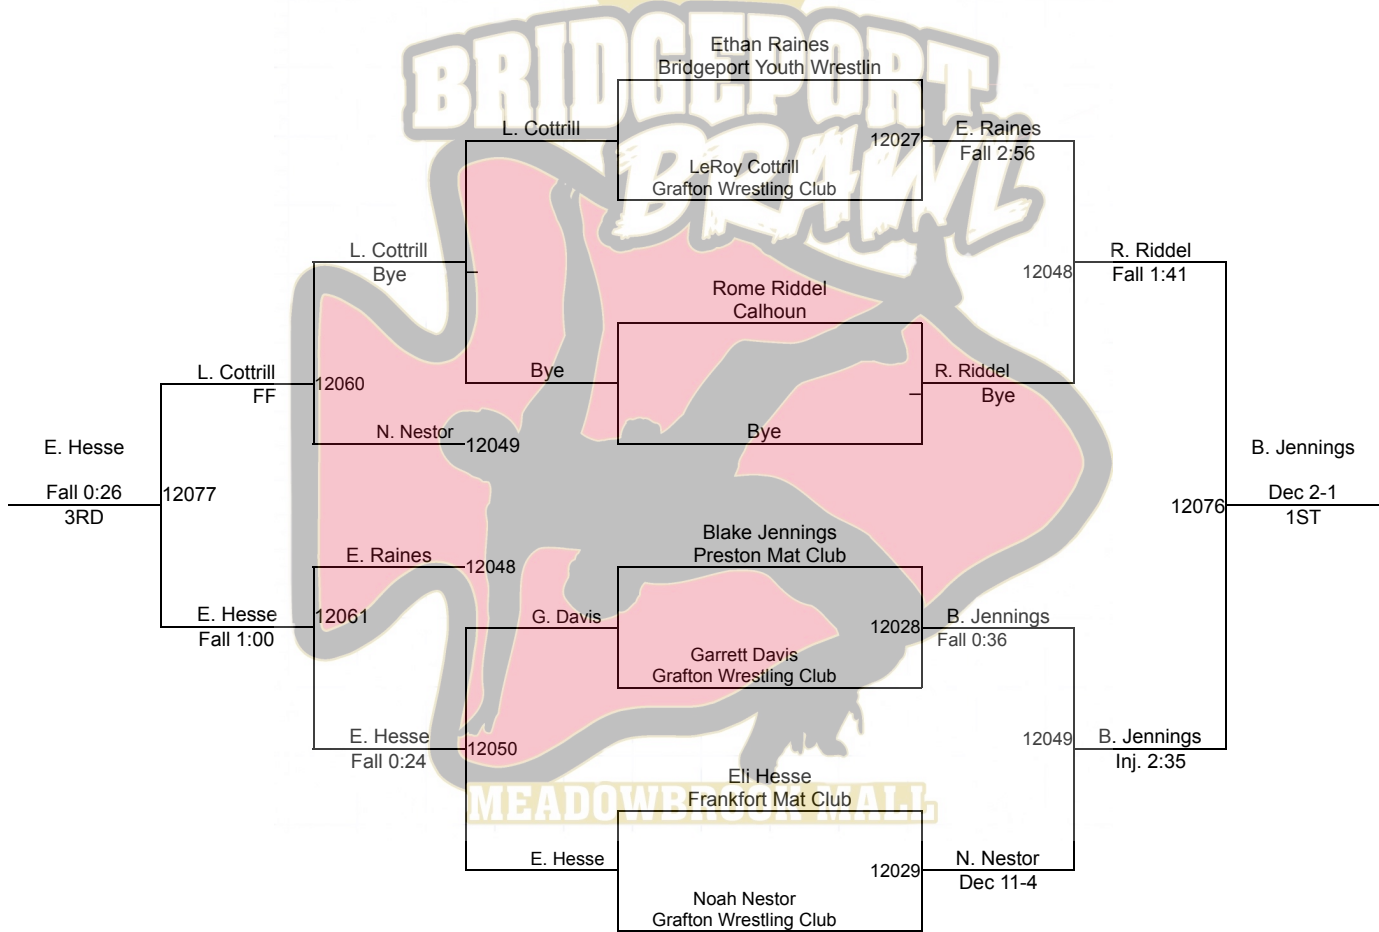 BRIDGEPORT
BRAWL
Ethan Raines
Bridgeport Youth Wrestlin
L. Cottrill
12027
E. Raines
Fall 2:56
LeRoy Cottrill
Grafton Wrestling Club
L. Cottrill
Bye
12048
R. Riddel
Fall 1:41
Rome Riddel
Calhoun
L. Cottrill
FF
12060
Bye
R. Riddel
Bye
N. Nestor
12049
Bye
E. Hesse
Fall 0:26
3RD
12077
B. Jennings
12076
Dec 2-1
1ST
Blake Jennings
Preston Mat Club
E. Raines
12048
E. Hesse
Fall 1:00
12061
G. Davis
12028
B. Jennings
Fall 0:36
Garrett Davis
Grafton Wrestling Club
E. Hesse
Fall 0:24
12050
12049
B. Jennings
Inj. 2:35
Eli Hesse
Frankfort Mat Club
MEADOWBROOK MALL
E. Hesse
12029
N. Nestor
Dec 11-4
Noah Nestor
Grafton Wrestling Club